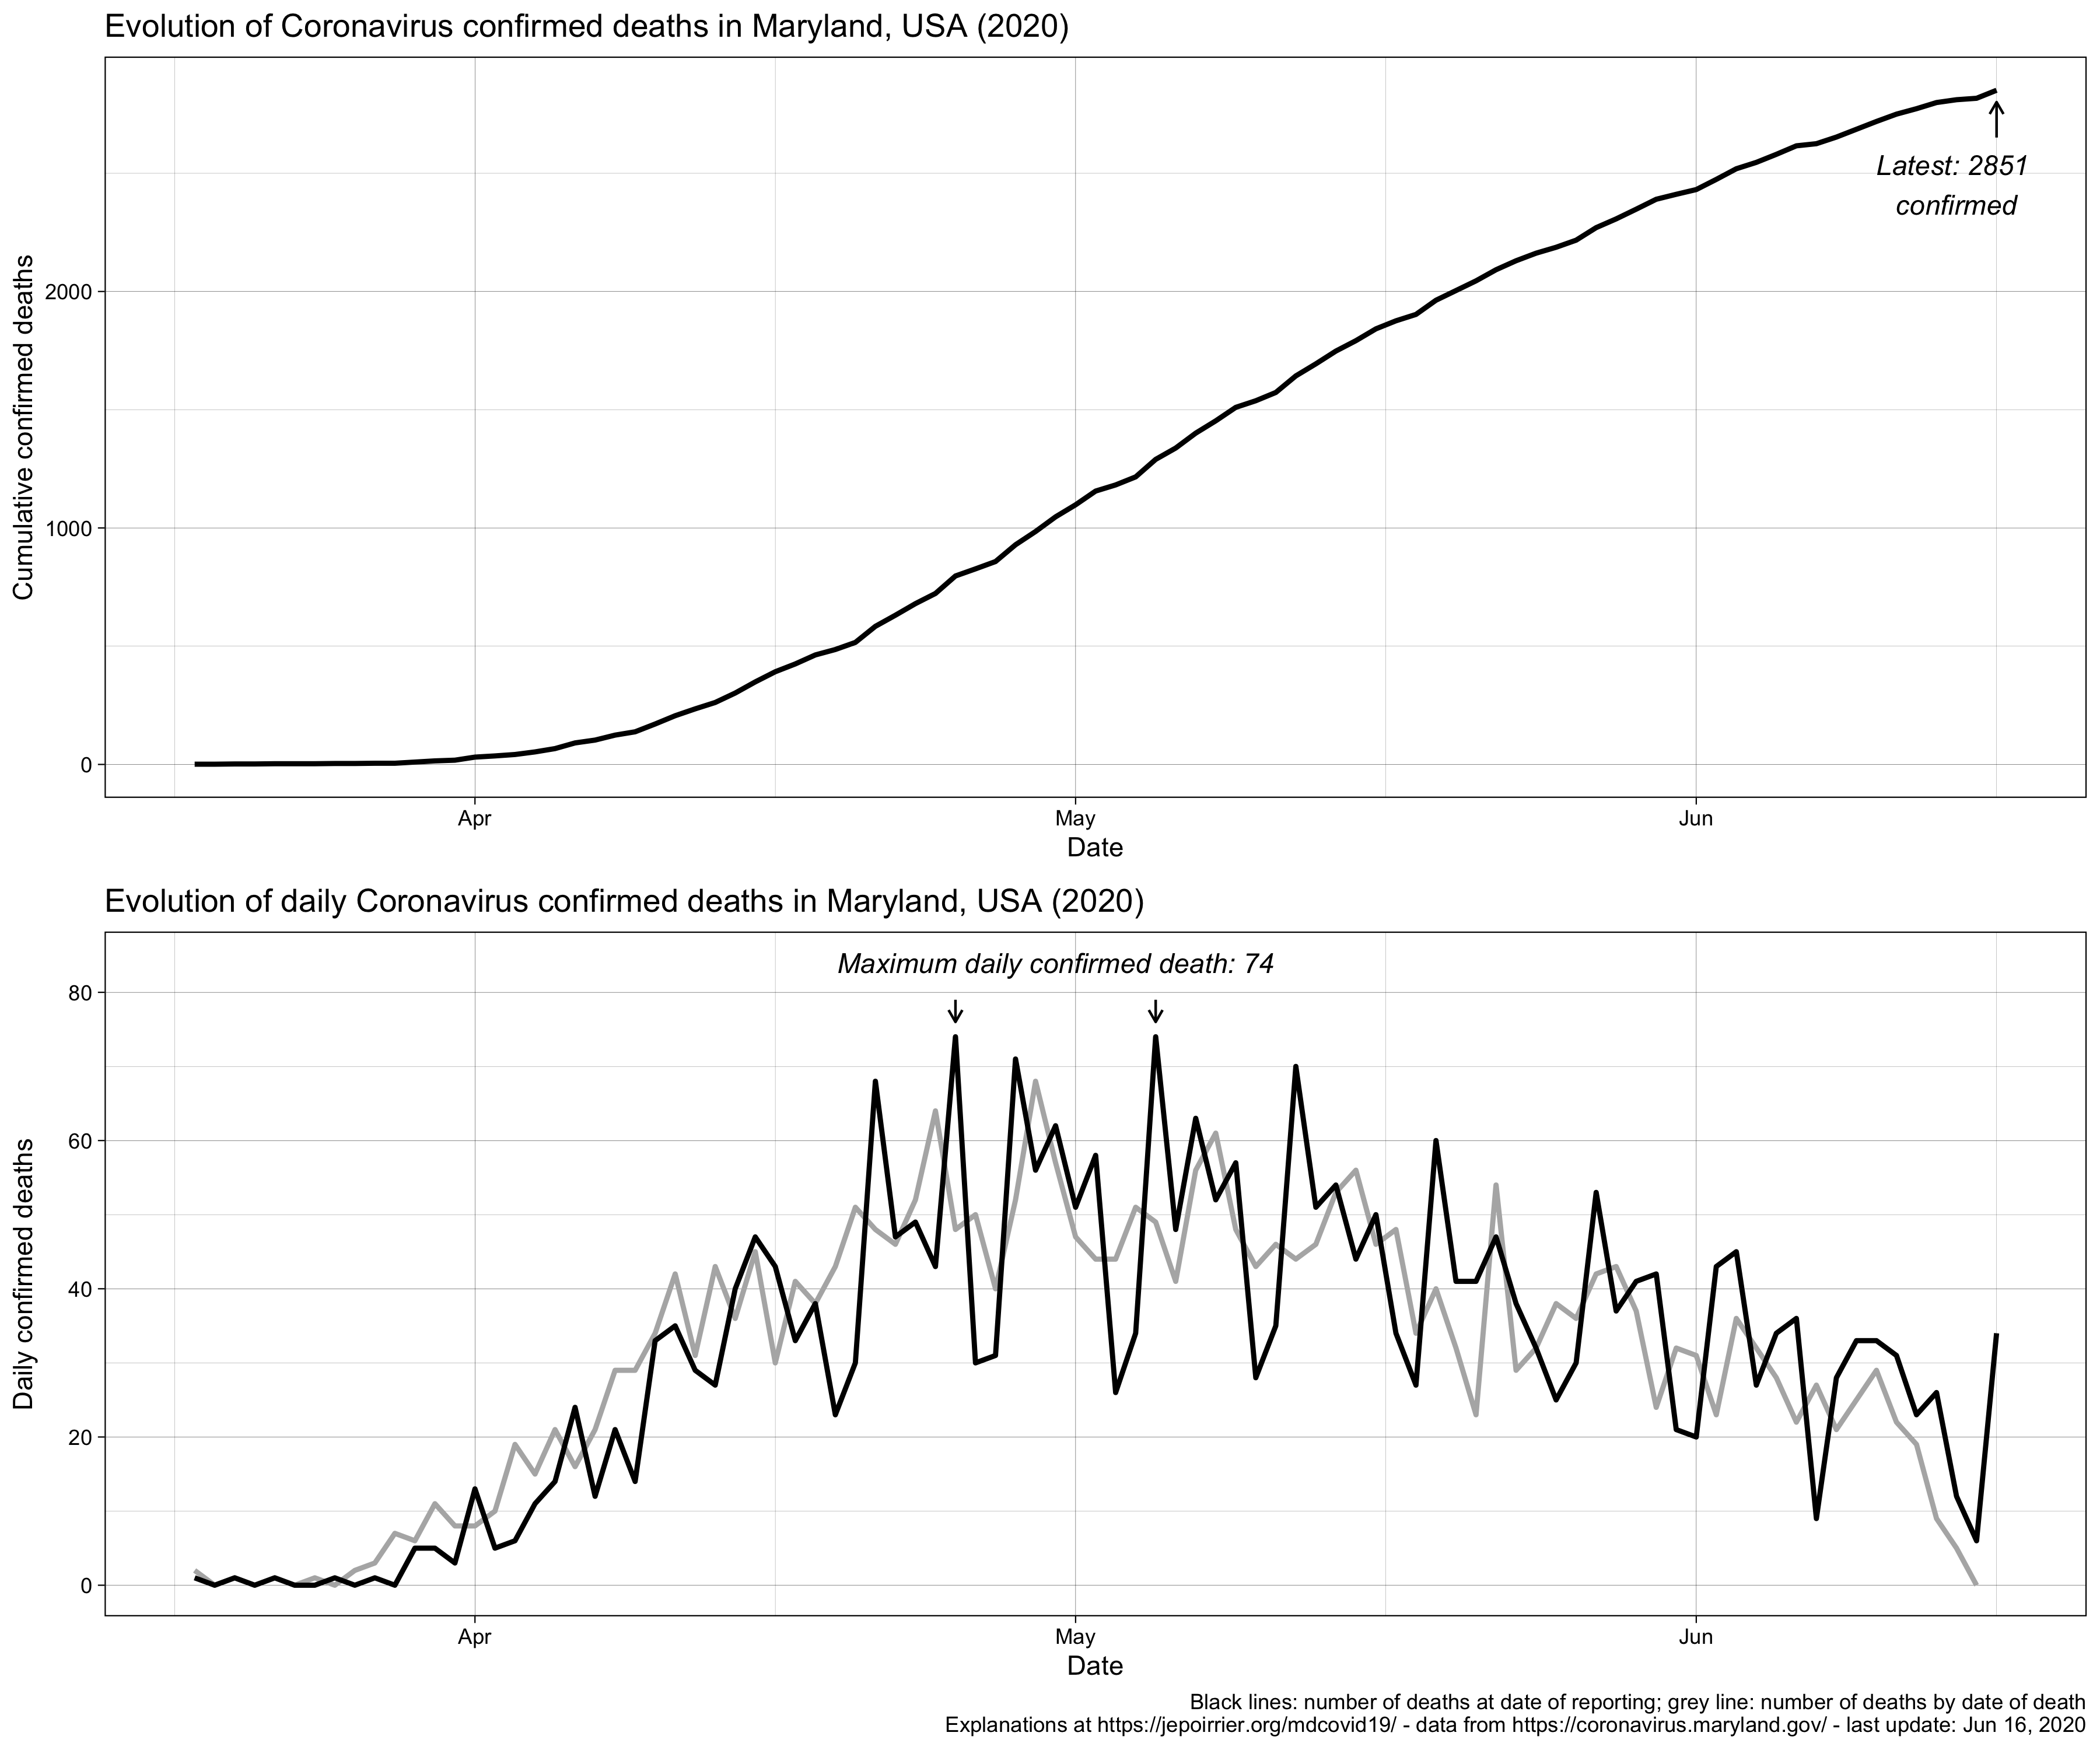 Evolution of Coronavirus confirmed deaths in Maryland, USA (2020)
Cumulative confirmed deaths
2000
1000
0
Latest: 2851
confirmed
Apr
May
Jun
Date
Evolution of daily Coronavirus confirmed deaths in Maryland, USA (2020)
Maximum daily confirmed death: 74
Daily confirmed deaths
80
60
40
20
0
Apr
May
Jun
Date
Black lines: number of deaths at date of reporting; grey line: number of deaths by date of death
Explanations at https://jepoirrier.org/mdcovid19/ - data from https://coronavirus.maryland.gov/ - last update: Jun 16, 2020